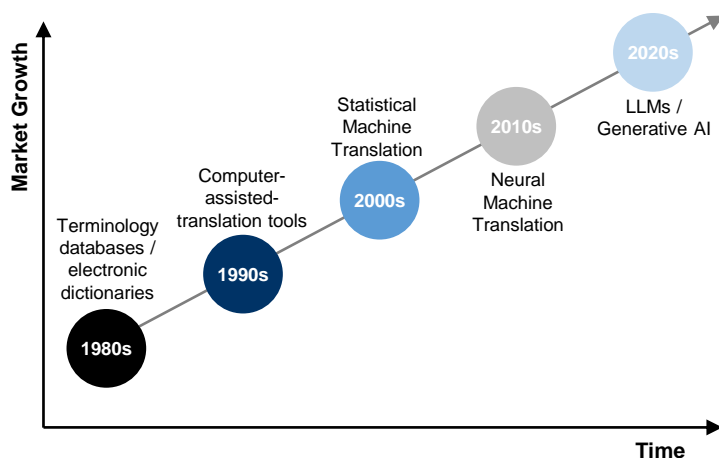 Market Growth
Terminology
databases /
electronic
dictionaries
1980s
Computer-
assisted-
translation tools
1990s
Statistical
Machine
Translation
2000s
2010s
Neural
Machine
Translation
2020s
LLMs /
Generative AI
Time